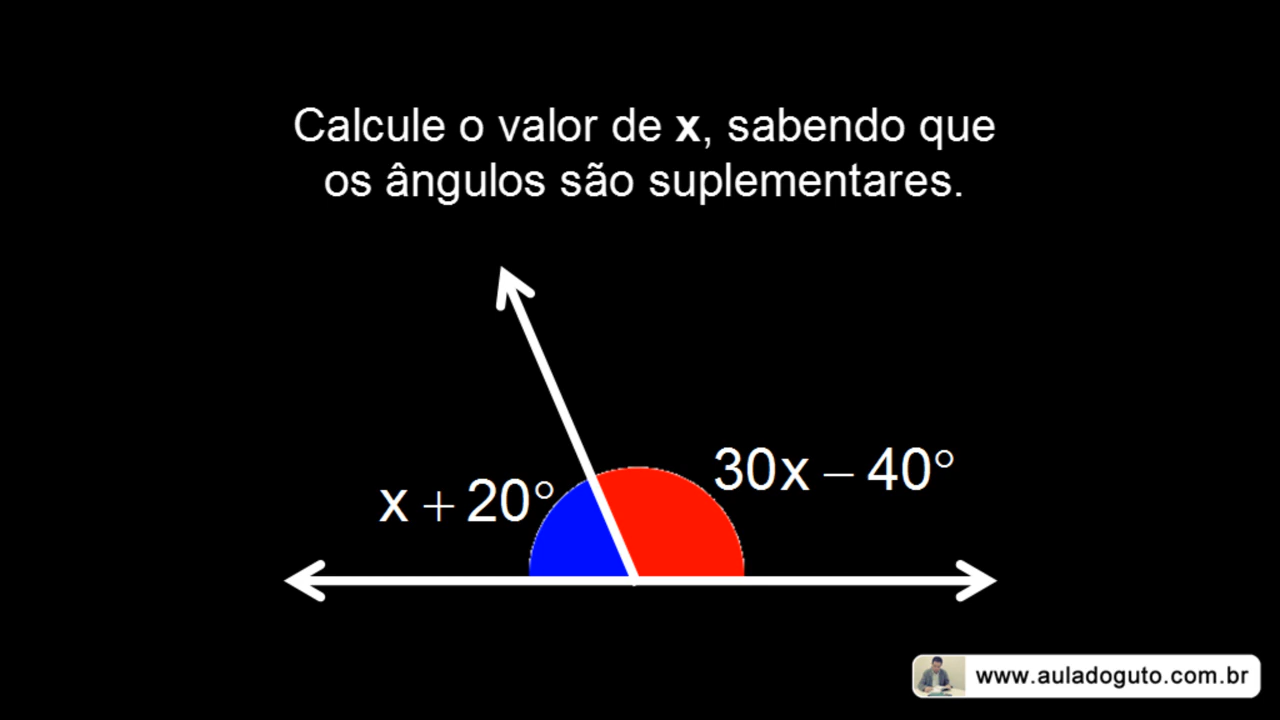 Calcule o valor de x, sabendo que
os ângulos são suplementares.
30x – 40°
x + 20°
www.auladoguto.com.br